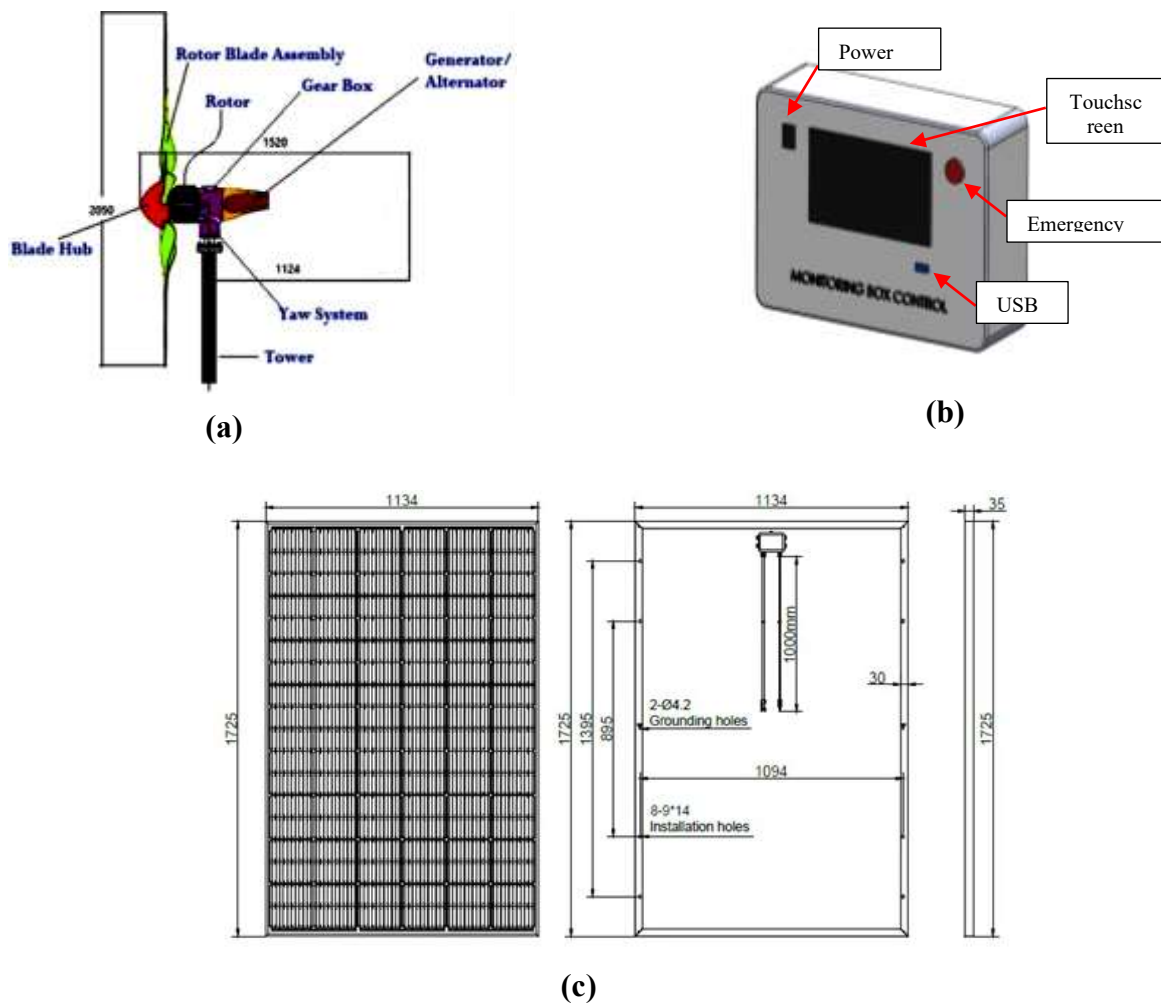 Rotor Blade Assembly
Generator/
Alternator
Gear Box
Rotor
1520
2050
Blade Hub
1124
Yaw System
Tower
(a)
Power
Touchsc
reen
Emergency
USB
MONITORING BOX CONTROL
(b)
1134
1134
35
1725
1725
1395
895
1000mm
30
2-Ø4.2
Grounding holes
1094
8-9*14
Installation holes
1725
(c)